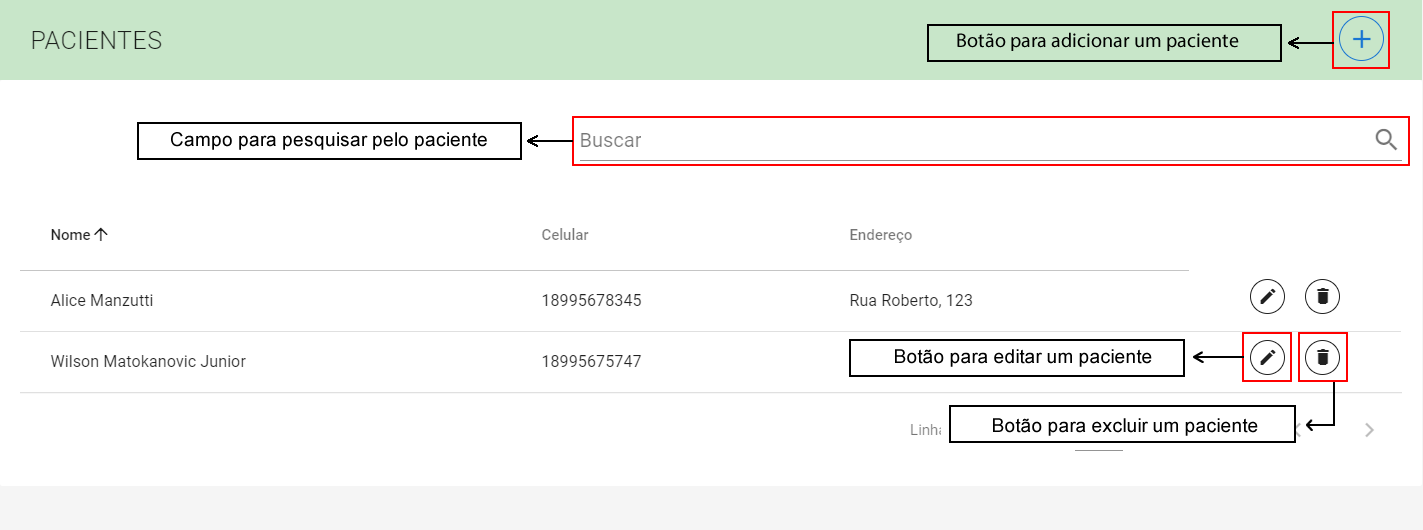 PACIENTES
Botão para adicionar um paciente
Campo para pesquisar pelo paciente
Buscar
Nome Celular Endereço
Alice Manzutti 18995678345 Rua Roberto, 123
Wilson Matokanovic Junior 18995675747
Botão para editar um paciente
Botão para excluir um paciente